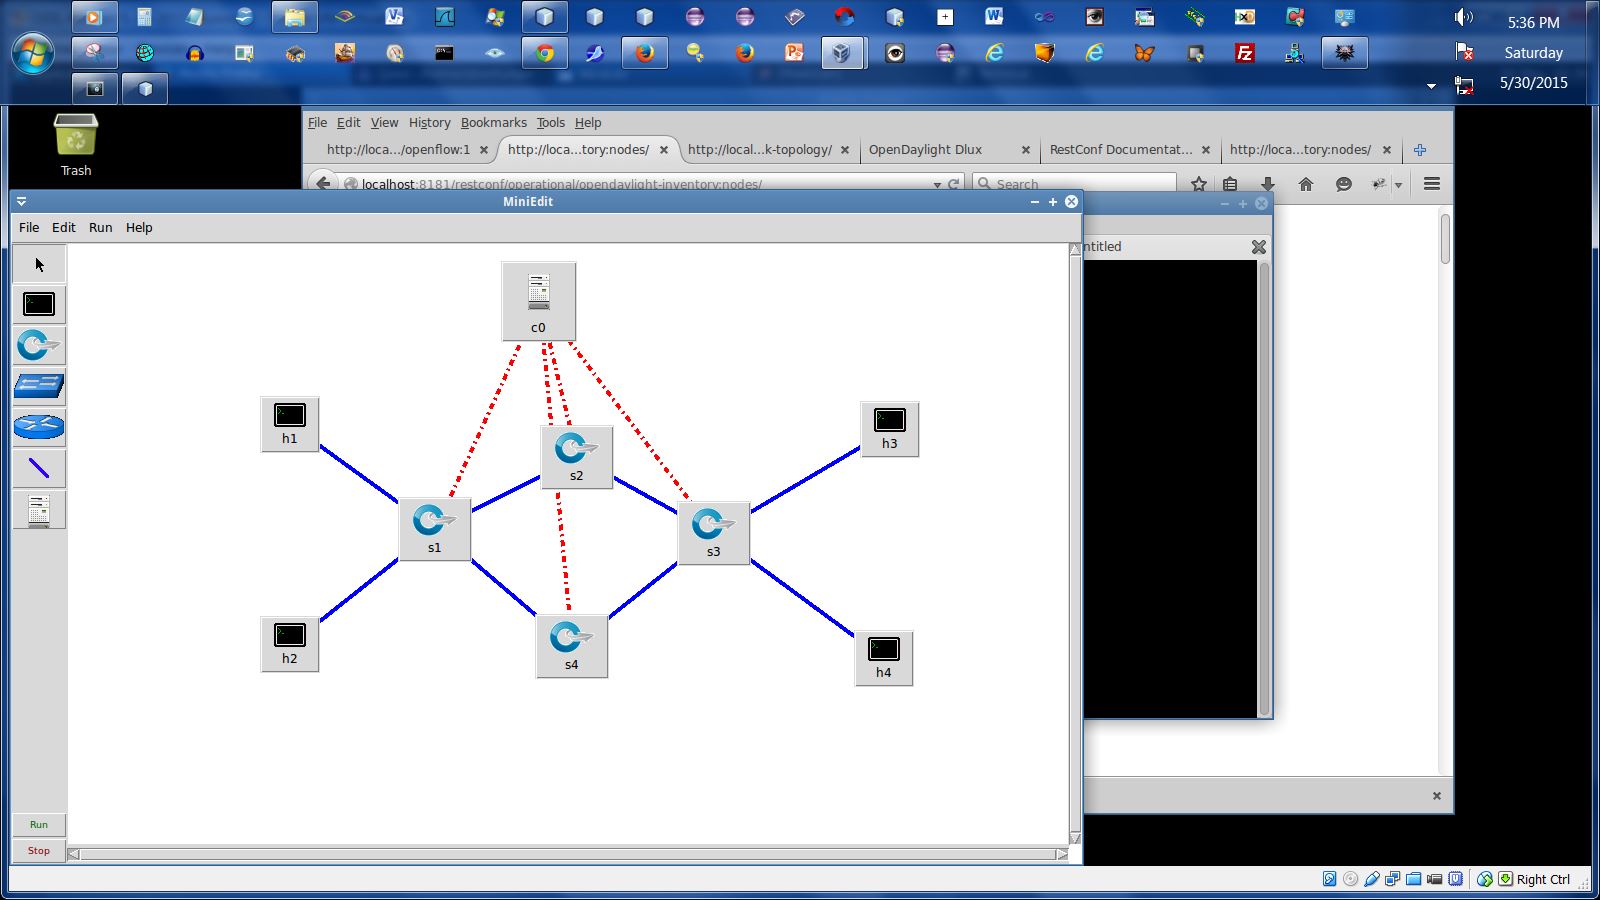 5:36 PM
Saturday
5/30/2015
Trash
File Edit View History Bookmarks Tools Help
http://loca.../openflow:1
http://loca...tory:nodes/
http://local...k-topology/
OpenDaylight Dlux
RestConf Documentat...
http://loca...tory:nodes/
localhost:8181/restconf/operational/opendaylight-inventory:nodes/
Search
MiniEdit
File Edit Run Help
ntitled
c0
h1
h3
s2
s1
s3
h2
s4
h4
Run
Stop
Right Ctrl